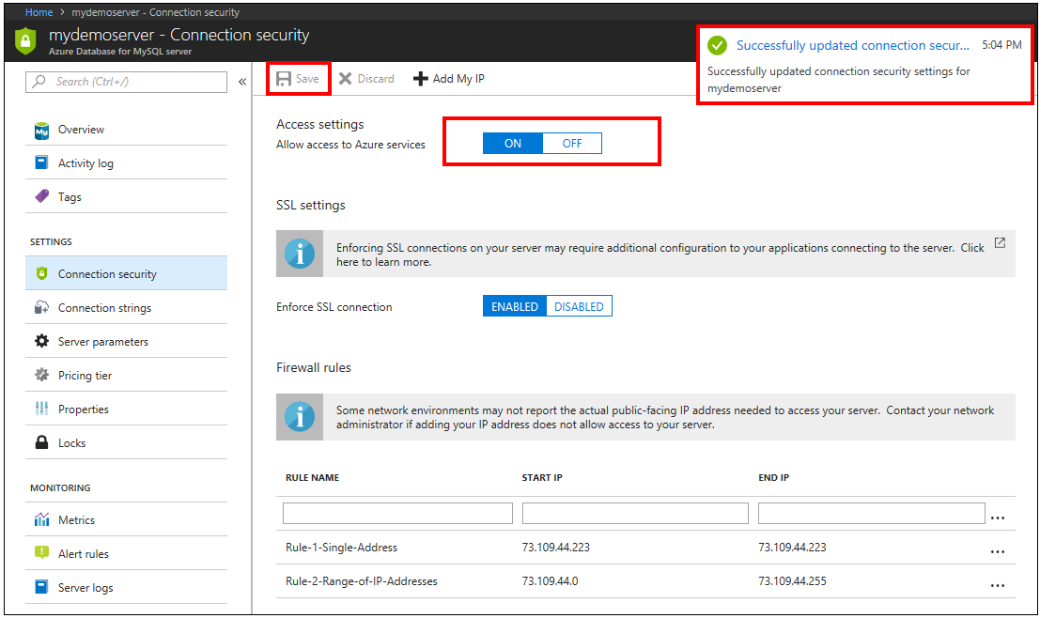 Home > mydemoserver - Connection security
mydemoserver - Connection security
Azure Database for MySQL server
Successfully updated connection secur... 5:04 PM
Successfully updated connection security settings for
mydemoserver
Search (Ctrl+/)
«
Save Discard Add My IP
Overview
Activity log
Tags
SETTINGS
Connection security
Connection strings
Server parameters
Pricing tier
Properties
Locks
MONITORING
Metrics
Alert rules
Server logs
Access settings
Allow access to Azure services ON OFF
SSL settings
Enforcing SSL connections on your server may require additional configuration to your applications connecting to the server. Click
here to learn more.
Enforce SSL connection ENABLED DISABLED
Firewall rules
Some network environments may not report the actual public-facing IP address needed to access your server. Contact your network
administrator if adding your IP address does not allow access to your server.
RULE NAME START IP END IP
...
Rule-1-Single-Address 73.109.44.223 73.109.44.223 ...
Rule-2-Range-of-IP-Addresses 73.109.44.0 73.109.44.255 ...